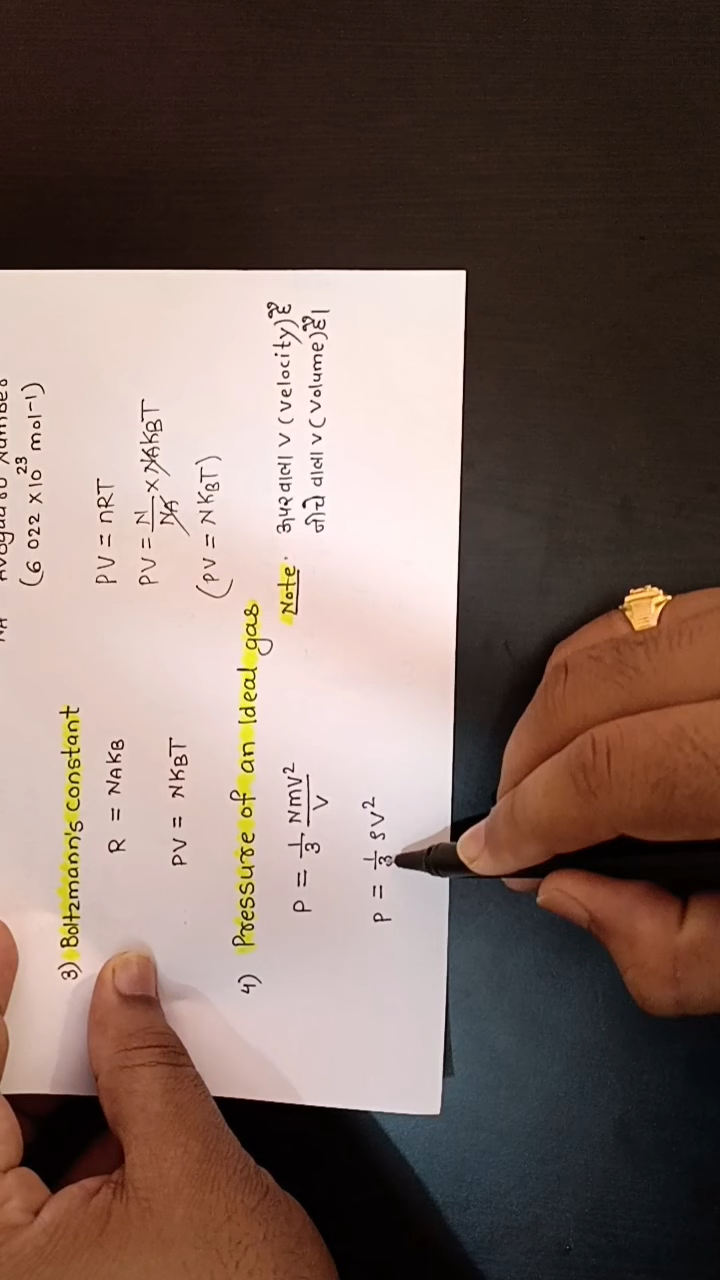 (6 022 x 10²³ mol-1)
3) Boltzmann's constant
R = NAKB
PV = NKBT
PV = nRT
PV = N/NA x NAKBT
(PV = NKBT)
4) Pressure of an Ideal gas
P = 1/3 NmV²/V
P = 1/3 ρV²
Note. ऊपर वाला v (velocity) है
नीचे वाला v (volume) है।